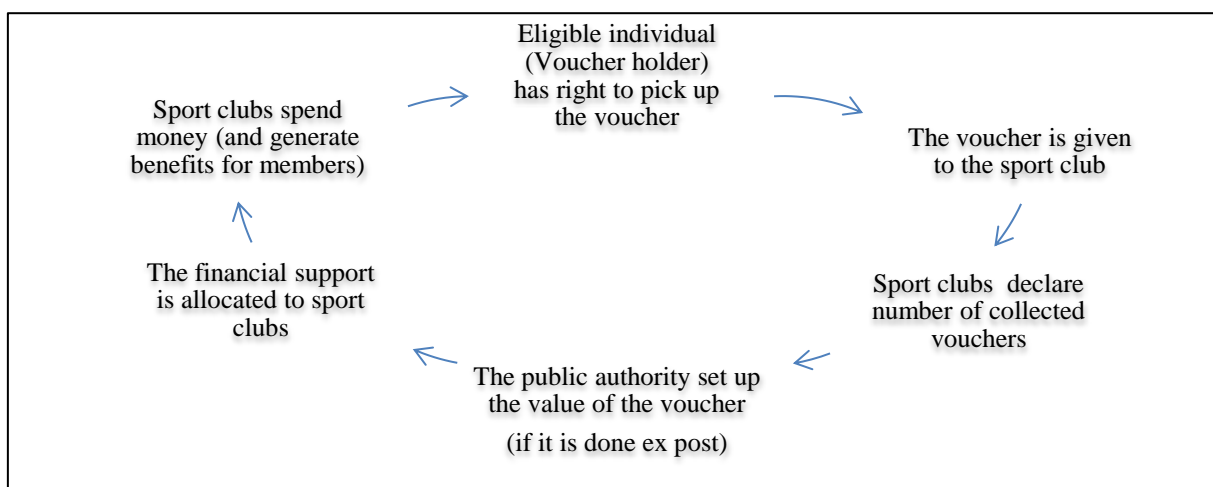 Eligible individual
(Voucher holder)
has right to pick up
the voucher
The voucher is given
to the sport club
Sport clubs declare
number of collected
vouchers
The public authority set up
the value of the voucher
(if it is done ex post)
The financial support
is allocated to sport
clubs
Sport clubs spend
money (and generate
benefits for members)